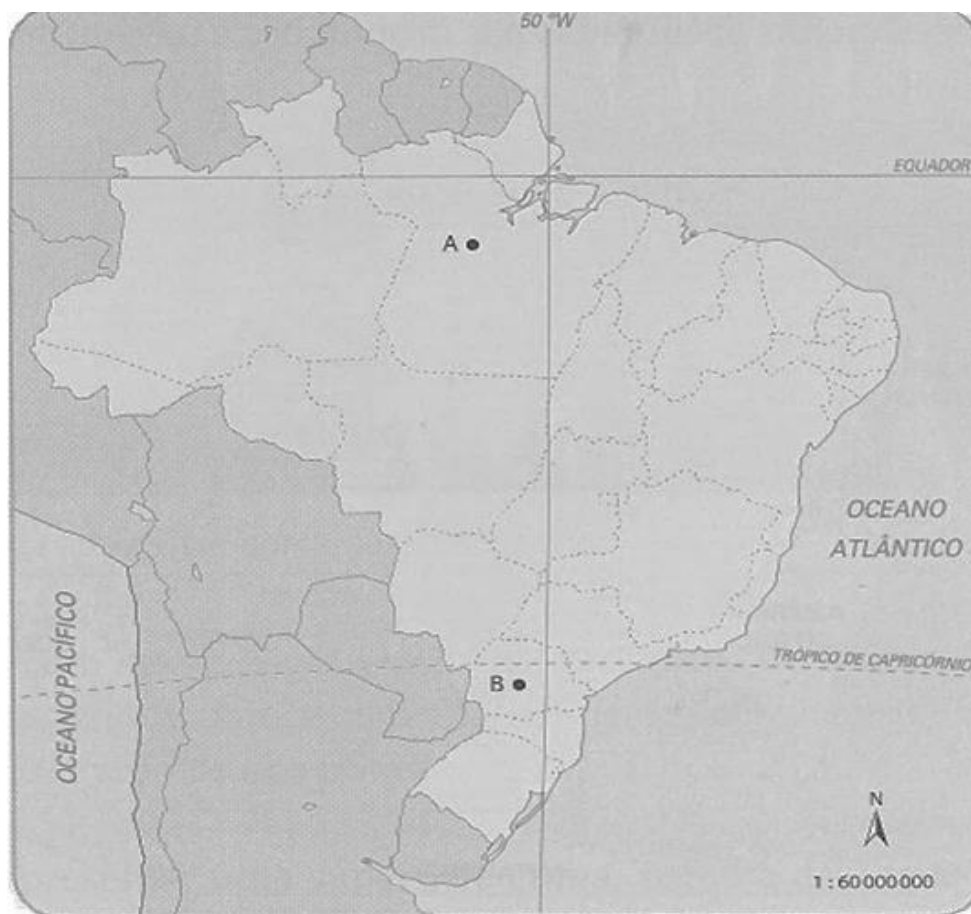 50 °W
EQUADOR
A
OCEANO
ATLÂNTICO
OCEANO PACÍFICO
TRÓPICO DE CAPRICÓRNIO
B
N
1 : 60 000 000